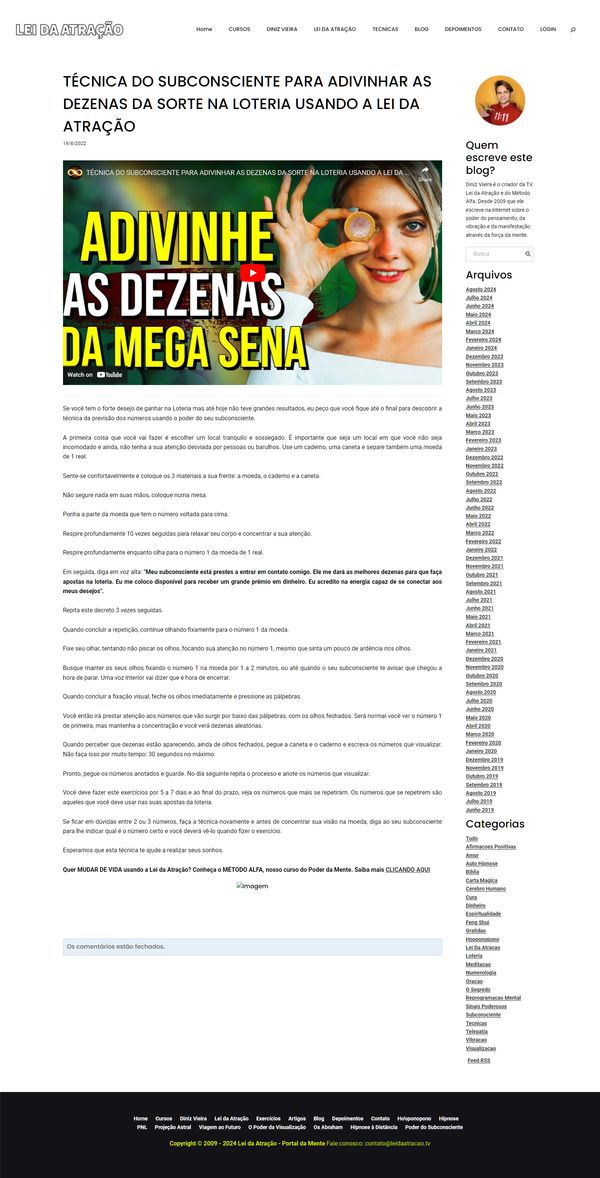 LEI DA ATRAÇÃO
Home CURSOS DINIZ VIEIRA LEI DA ATRAÇÃO TECNICAS BLOG DEPOIMENTOS CONTATO LOGIN
TÉCNICA DO SUBCONSCIENTE PARA ADIVINHAR AS
DEZENAS DA SORTE NA LOTERIA USANDO A LEI DA
ATRAÇÃO
19/8/2022
TÉCNICA DO SUBCONSCIENTE PARA ADIVINHAR AS DEZENAS DA SORTE NA LOTERIA USANDO A LEI DA ...
Share
ADIVINHE
AS DEZENAS
DA MEGA SENA
Watch on YouTube
Se você tem o forte desejo de ganhar na Loteria mas até hoje não teve grandes resultados, eu peço que você fique até o final para descobrir a
técnica da previsão dos números usando o poder do seu subconsciente.
A primeira coisa que você vai fazer é escolher um local tranquilo e sossegado. É importante que seja um local em que você não seja
incomodado e ainda, não tenha a sua atenção desviada por pessoas ou barulhos. Use um caderno, uma caneta e separe também uma moeda
de 1 real.
Sente-se confortavelmente e coloque os 3 materiais a sua frente: a moeda, o caderno e a caneta.
Não segure nada em suas mãos, coloque numa mesa.
Ponha a parte da moeda que tem o número voltada para cima.
Respire profundamente 10 vezes seguidas para relaxar seu corpo e concentrar a sua atenção.
Respire profundamente enquanto olha para o número 1 da moeda de 1 real.
Em seguida, diga em voz alta: "Meu subconsciente está prestes a entrar em contato comigo. Ele me dará as melhores dezenas para que faça
apostas na loteria. Eu me coloco disponível para receber um grande prêmio em dinheiro. Eu acredito na energia capaz de se conectar aos
meus desejos".
Repita este decreto 3 vezes seguidas.
Quando concluir a repetição, continue olhando fixamente para o número 1 da moeda.
Fixe seu olhar, tentando não piscar os olhos, focando sua atenção no número 1, mesmo que sinta um pouco de ardência nos olhos.
Busque manter os seus olhos fixando o número 1 na moeda por 1 a 2 minutos, ou até quando o seu subconsciente te avisar que chegou a
hora de parar. Uma voz interior vai dizer que é hora de encerrar.
Quando concluir a fixação visual, feche os olhos imediatamente e pressione as pálpebras.
Você então irá prestar atenção aos números que vão surgir por baixo das pálpebras, com os olhos fechados. Será normal você ver o número 1
de primeira, mas mantenha a concentração e você verá dezenas aleatórias.
Quando perceber que dezenas estão aparecendo, ainda de olhos fechados, pegue a caneta e o caderno e escreva os números que visualizar.
Não faça isso por muito tempo: 30 segundos no máximo.
Pronto, pegue os números anotados e guarde. No dia seguinte repita o processo e anote os números que visualizar.
Você deve fazer este exercícios por 5 a 7 dias e ao final do prazo, veja os números que mais se repetiram. Os números que se repetirem são
aqueles que você deve usar nas suas apostas da loteria.
Se ficar em dúvidas entre 2 ou 3 números, faça a técnica novamente e antes de concentrar sua visão na moeda, diga ao seu subconsciente
para lhe indicar qual é o número certo e você deverá vê-lo quando fizer o exercício.
Esperamos que esta técnica te ajude a realizar seus sonhos.
Quer MUDAR DE VIDA usando a Lei da Atração? Conheça o MÉTODO ALFA, nosso curso do Poder da Mente. Saiba mais CLICANDO AQUI
Imagem
Os comentários estão fechados.
11:11
Quem
escreve este
blog?
Diniz Vieira é o criador da TV
Lei da Atração e do Método
Alfa. Desde 2009 que ele
escreve na Internet sobre o
poder do pensamento, da
vibração e da manifestação
através da força da mente.
Busca
Arquivos
Agosto 2024
Julho 2024
Junho 2024
Maio 2024
Abril 2024
Março 2024
Fevereiro 2024
Janeiro 2024
Dezembro 2023
Novembro 2023
Outubro 2023
Setembro 2023
Agosto 2023
Julho 2023
Junho 2023
Maio 2023
Abril 2023
Março 2023
Fevereiro 2023
Janeiro 2023
Dezembro 2022
Novembro 2022
Outubro 2022
Setembro 2022
Agosto 2022
Julho 2022
Junho 2022
Maio 2022
Abril 2022
Março 2022
Fevereiro 2022
Janeiro 2022
Dezembro 2021
Novembro 2021
Outubro 2021
Setembro 2021
Agosto 2021
Julho 2021
Junho 2021
Maio 2021
Abril 2021
Março 2021
Fevereiro 2021
Janeiro 2021
Dezembro 2020
Novembro 2020
Outubro 2020
Setembro 2020
Agosto 2020
Julho 2020
Junho 2020
Maio 2020
Abril 2020
Março 2020
Fevereiro 2020
Janeiro 2020
Dezembro 2019
Novembro 2019
Outubro 2019
Setembro 2019
Agosto 2019
Julho 2019
Junho 2019
Categorias
Tudo
Afirmacoes Positivas
Amor
Auto Hipnose
Biblia
Carta Magica
Cerebro Humano
Cura
Dinheiro
Espiritualidade
Feng Shui
Gratidao
Hooponopono
Lei Da Atracao
Loteria
Meditacao
Numerologia
Oracao
O Segredo
Reprogramacao Mental
Sinais Poderosos
Subconsciente
Tecnicas
Telepatia
Vibracao
Visualizacao
Feed RSS
Home Cursos Diniz Vieira Lei da Atração Exercícios Artigos Blog Depoimentos Contato Ho'oponopono Hipnose
PNL Projeção Astral Viagem ao Futuro O Poder da Visualização Os Abraham Hipnose à Distância Poder do Subconsciente
Copyright © 2009 - 2024 Lei da Atração - Portal da Mente Fale conosco: contato@leidaatracao.tv